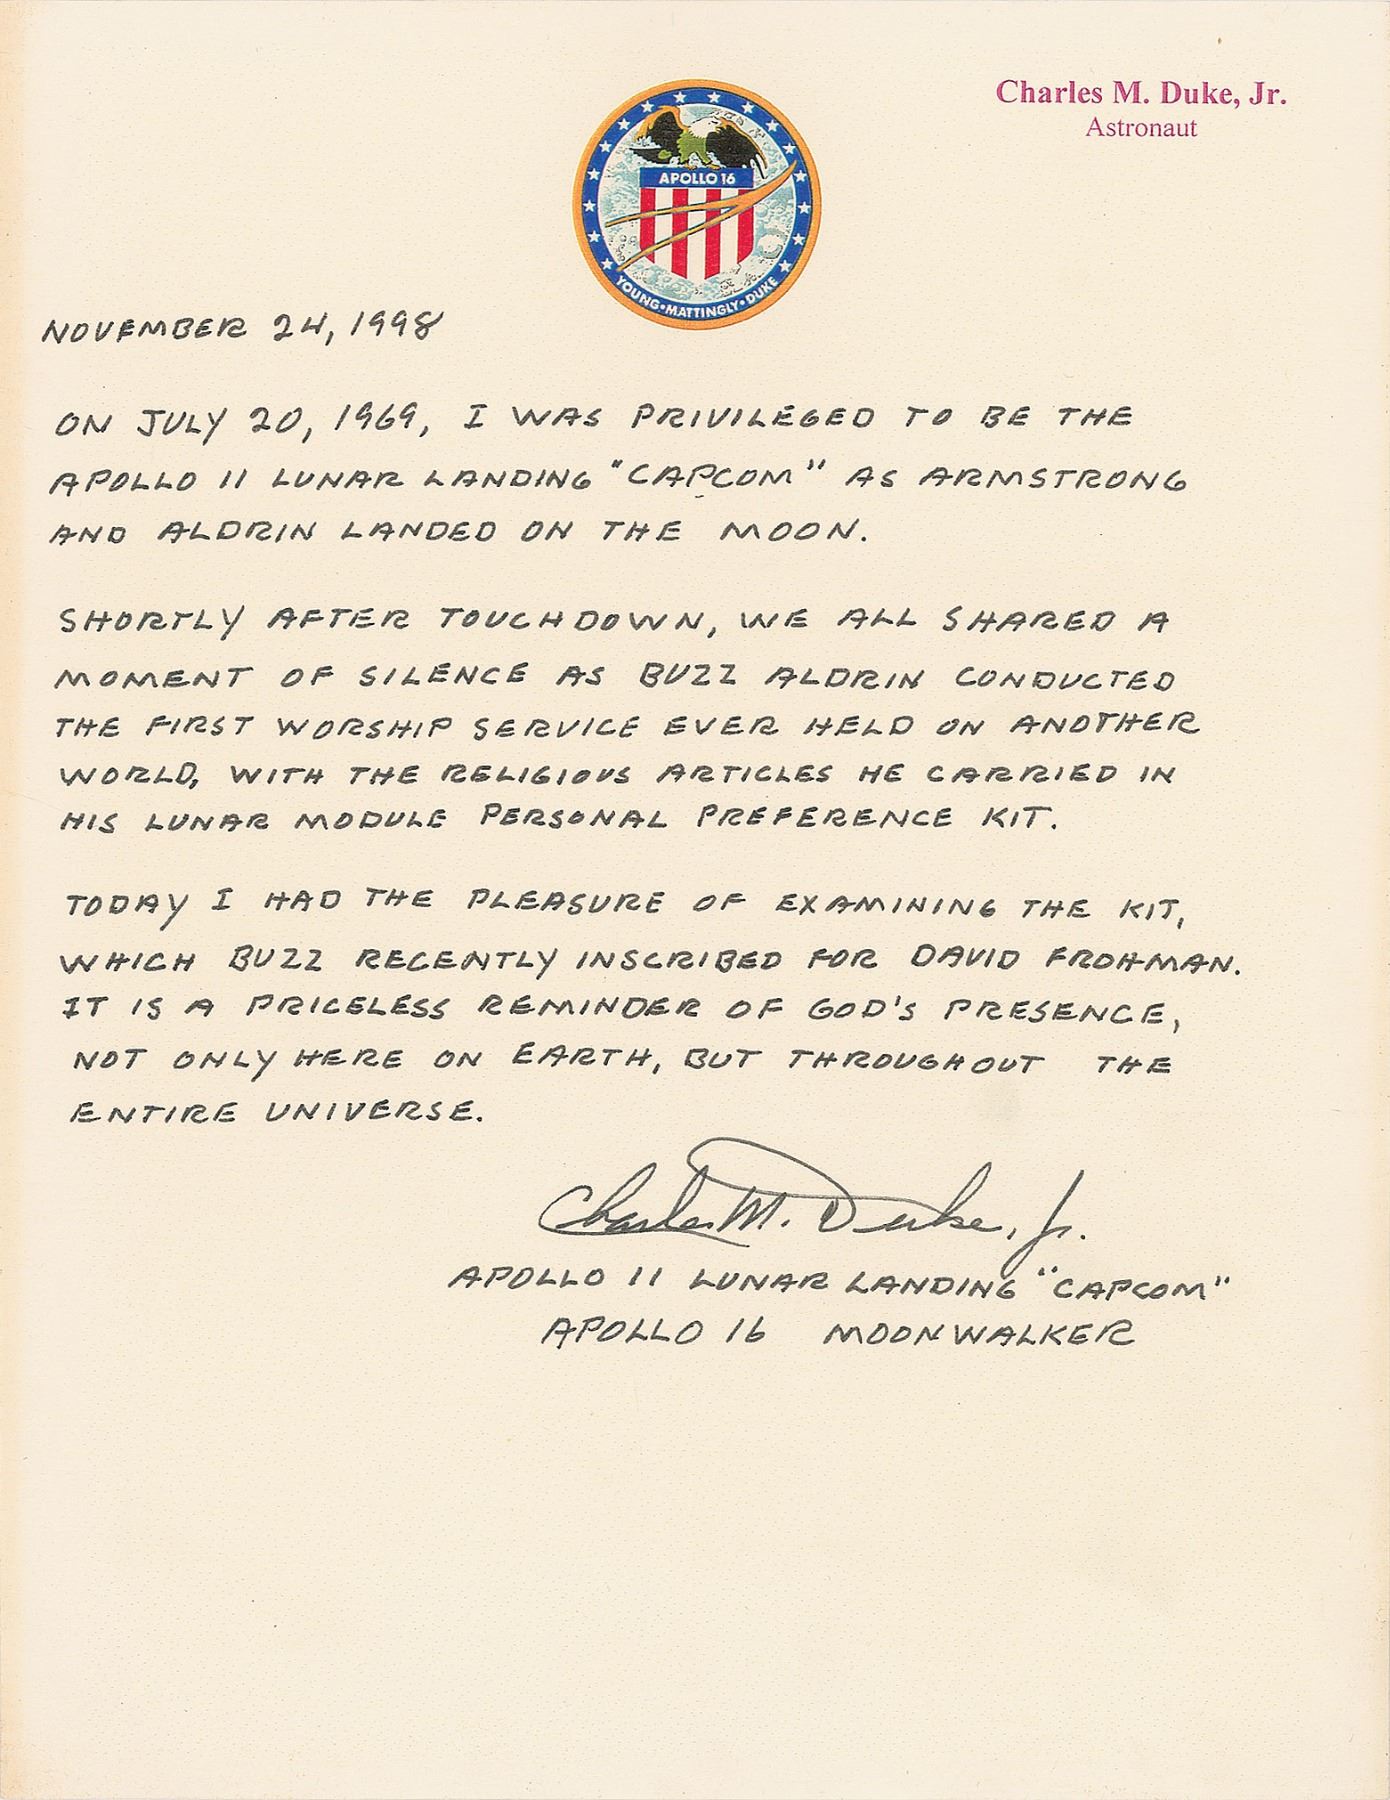 Charles M. Duke, Jr.
Astronaut
APOLLO 16
YOUNG • MATTINGLY • DUKE
NOVEMBER 24, 1998
ON JULY 20, 1969, I WAS PRIVILEGED TO BE THE
APOLLO 11 LUNAR LANDING "CAPCOM" AS ARMSTRONG
AND ALDRIN LANDED ON THE MOON.
SHORTLY AFTER TOUCHDOWN, WE ALL SHARED A
MOMENT OF SILENCE AS BUZZ ALDRIN CONDUCTED
THE FIRST WORSHIP SERVICE EVER HELD ON ANOTHER
WORLD, WITH THE RELIGIOUS ARTICLES HE CARRIED IN
HIS LUNAR MODULE PERSONAL PREFERENCE KIT.
TODAY I HAD THE PLEASURE OF EXAMINING THE KIT,
WHICH BUZZ RECENTLY INSCRIBED FOR DAVID FROHMAN.
IT IS A PRICELESS REMINDER OF GOD'S PRESENCE,
NOT ONLY HERE ON EARTH, BUT THROUGHOUT THE
ENTIRE UNIVERSE.
Charles M. Duke, Jr.
APOLLO 11 LUNAR LANDING "CAPCOM"
APOLLO 16 MOONWALKER